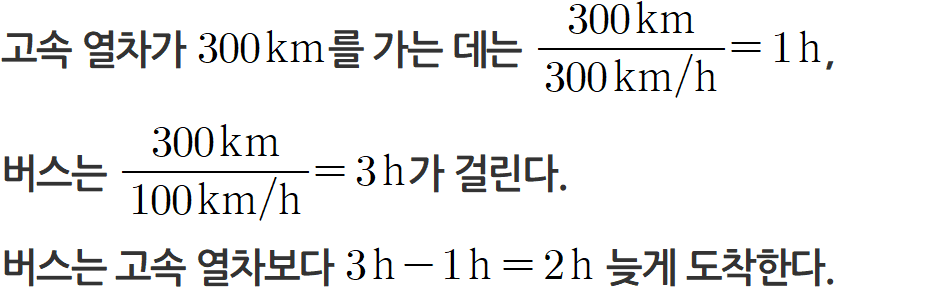 고속 열차가 300 km를 가는 데는 300 km / 300 km/h = 1 h,
버스는 300 km / 100 km/h = 3 h가 걸린다.
버스는 고속 열차보다 3 h - 1 h = 2 h 늦게 도착한다.